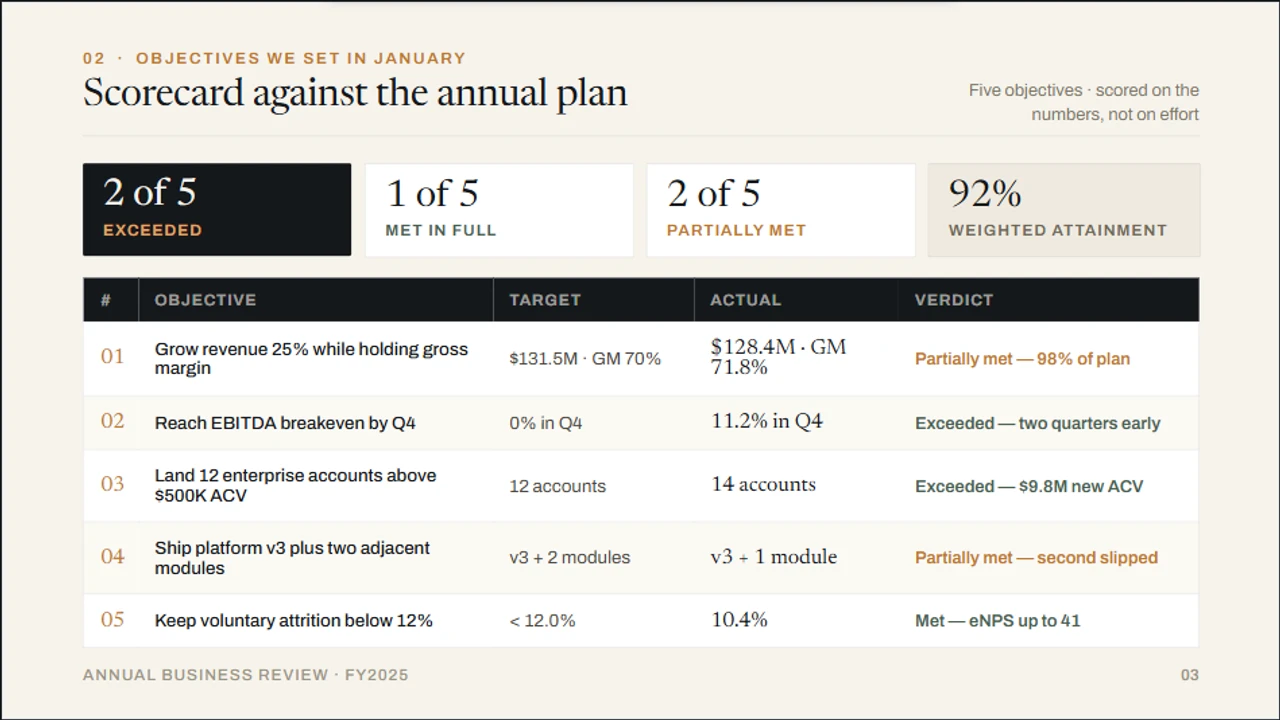 02 · OBJECTIVES WE SET IN JANUARY
Scorecard against the annual plan
Five objectives · scored on the
numbers, not on effort
2 of 5
EXCEEDED
1 of 5
MET IN FULL
2 of 5
PARTIALLY MET
92%
WEIGHTED ATTAINMENT
# OBJECTIVE TARGET ACTUAL VERDICT
01 Grow revenue 25% while holding gross
margin
$131.5M · GM 70%
$128.4M · GM
71.8%
Partially met — 98% of plan
02 Reach EBITDA breakeven by Q4 0% in Q4 11.2% in Q4 Exceeded — two quarters early
03 Land 12 enterprise accounts above
$500K ACV
12 accounts 14 accounts Exceeded — $9.8M new ACV
04 Ship platform v3 plus two adjacent
modules
v3 + 2 modules v3 + 1 module Partially met — second slipped
05 Keep voluntary attrition below 12% < 12.0% 10.4% Met — eNPS up to 41
ANNUAL BUSINESS REVIEW · FY2025
03